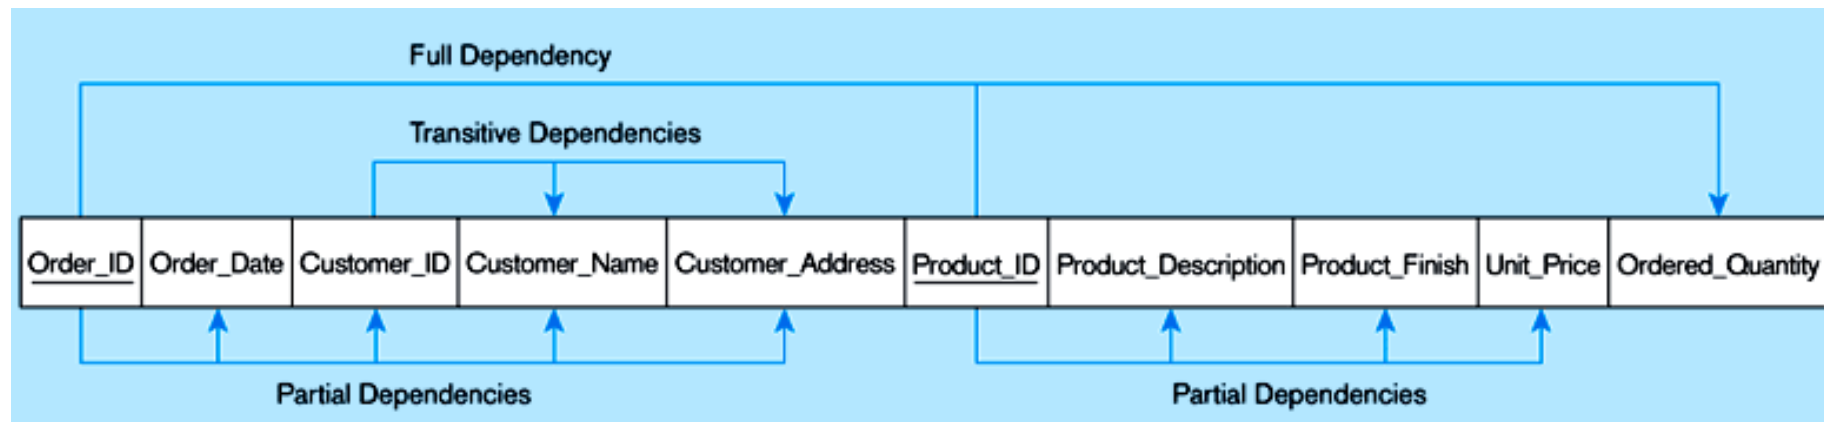 Full Dependency
Transitive Dependencies
Order_ID Order_Date Customer_ID Customer_Name Customer_Address Product_ID Product_Description Product_Finish Unit_Price Ordered_Quantity
Partial Dependencies Partial Dependencies